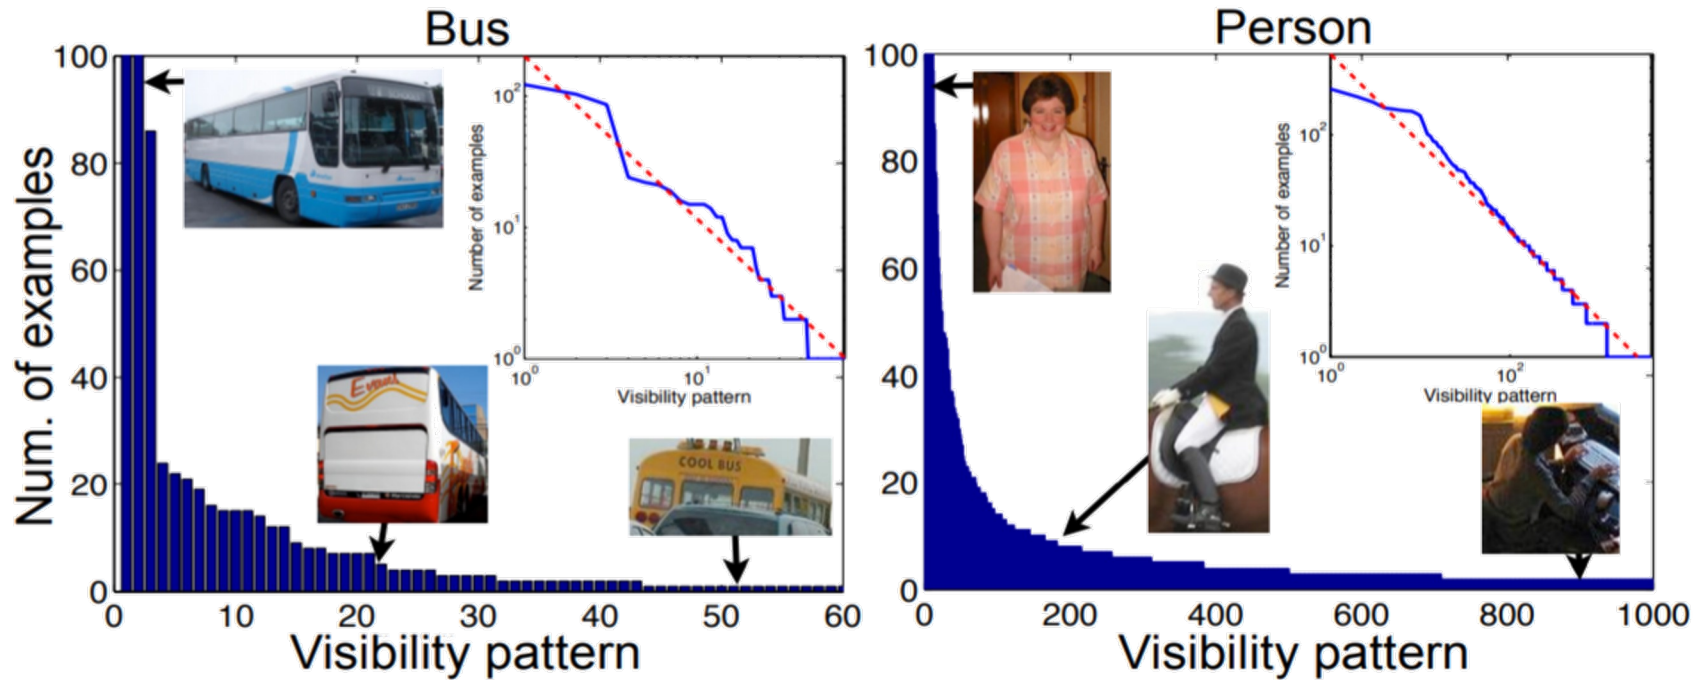 Bus
Num. of examples
100
80
60
40
20
0
0 10 20 30 40 50 60
Visibility pattern
Number of examples
10²
10¹
10⁰
10⁰ 10¹
Visibility pattern
Evans
COOL BUS
Person
100
80
60
40
20
0
0 200 400 600 800 1000
Visibility pattern
Number of examples
10²
10¹
10⁰
10⁰ 10²
Visibility pattern